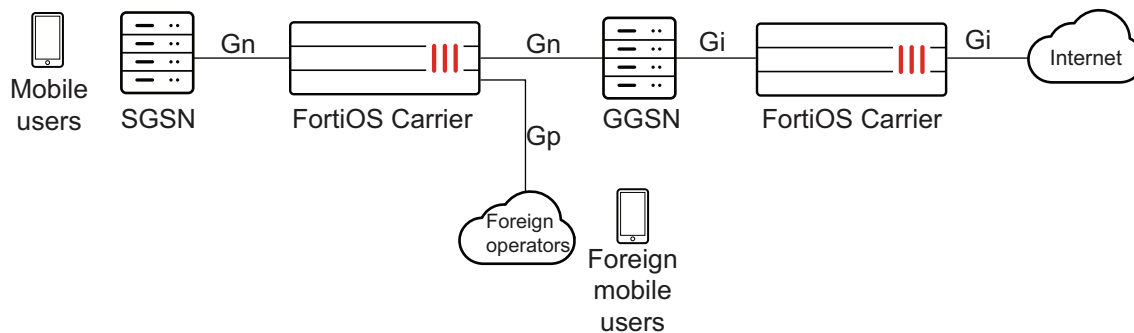 Gn
Gn
Gi
Gi
Internet
Mobile
users
SGSN
FortiOS Carrier
GGSN
FortiOS Carrier
Gp
Foreign
operators
Foreign
mobile
users